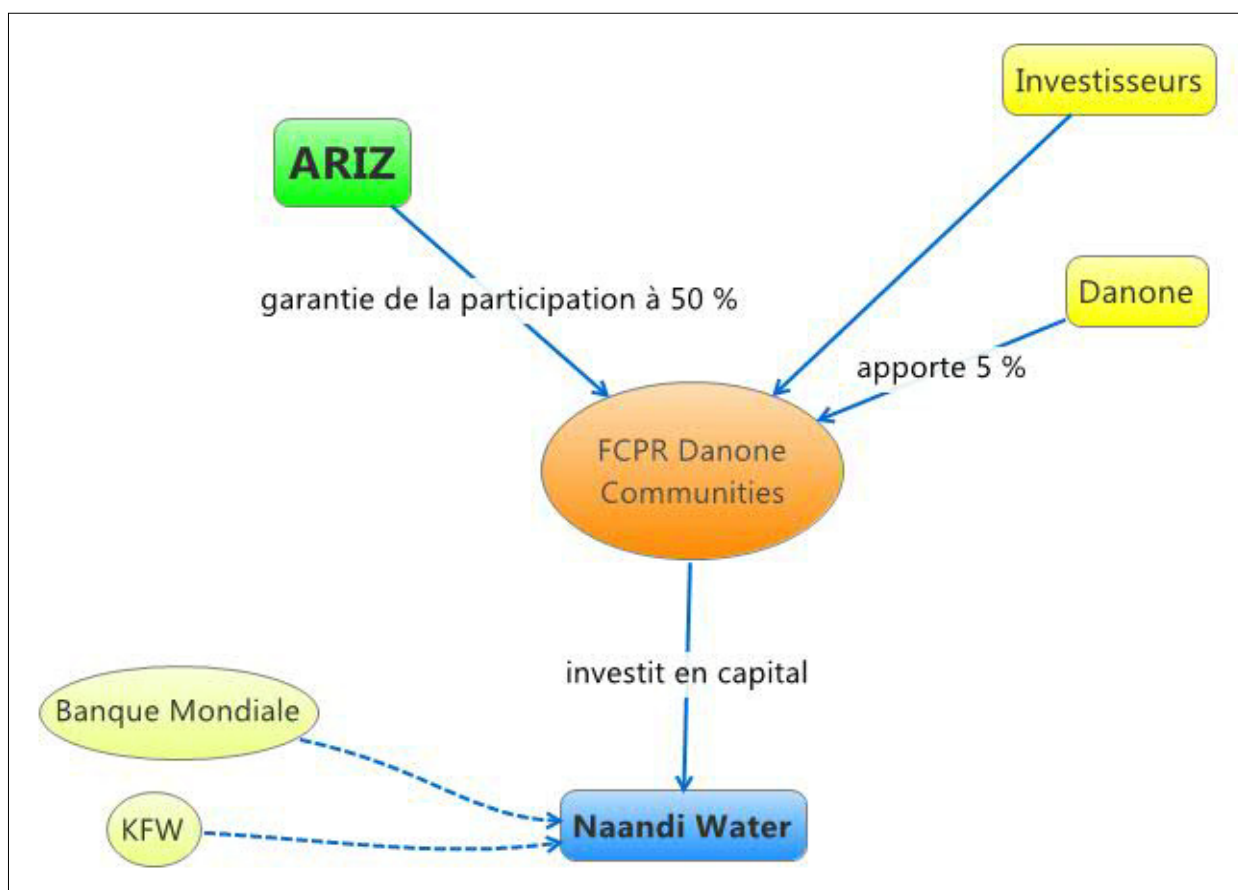 Investisseurs
ARIZ
garantie de la participation à 50 %
Danone
apporte 5 %
FCPR Danone
Communities
investit en capital
Banque Mondiale
KFW
Naandi Water